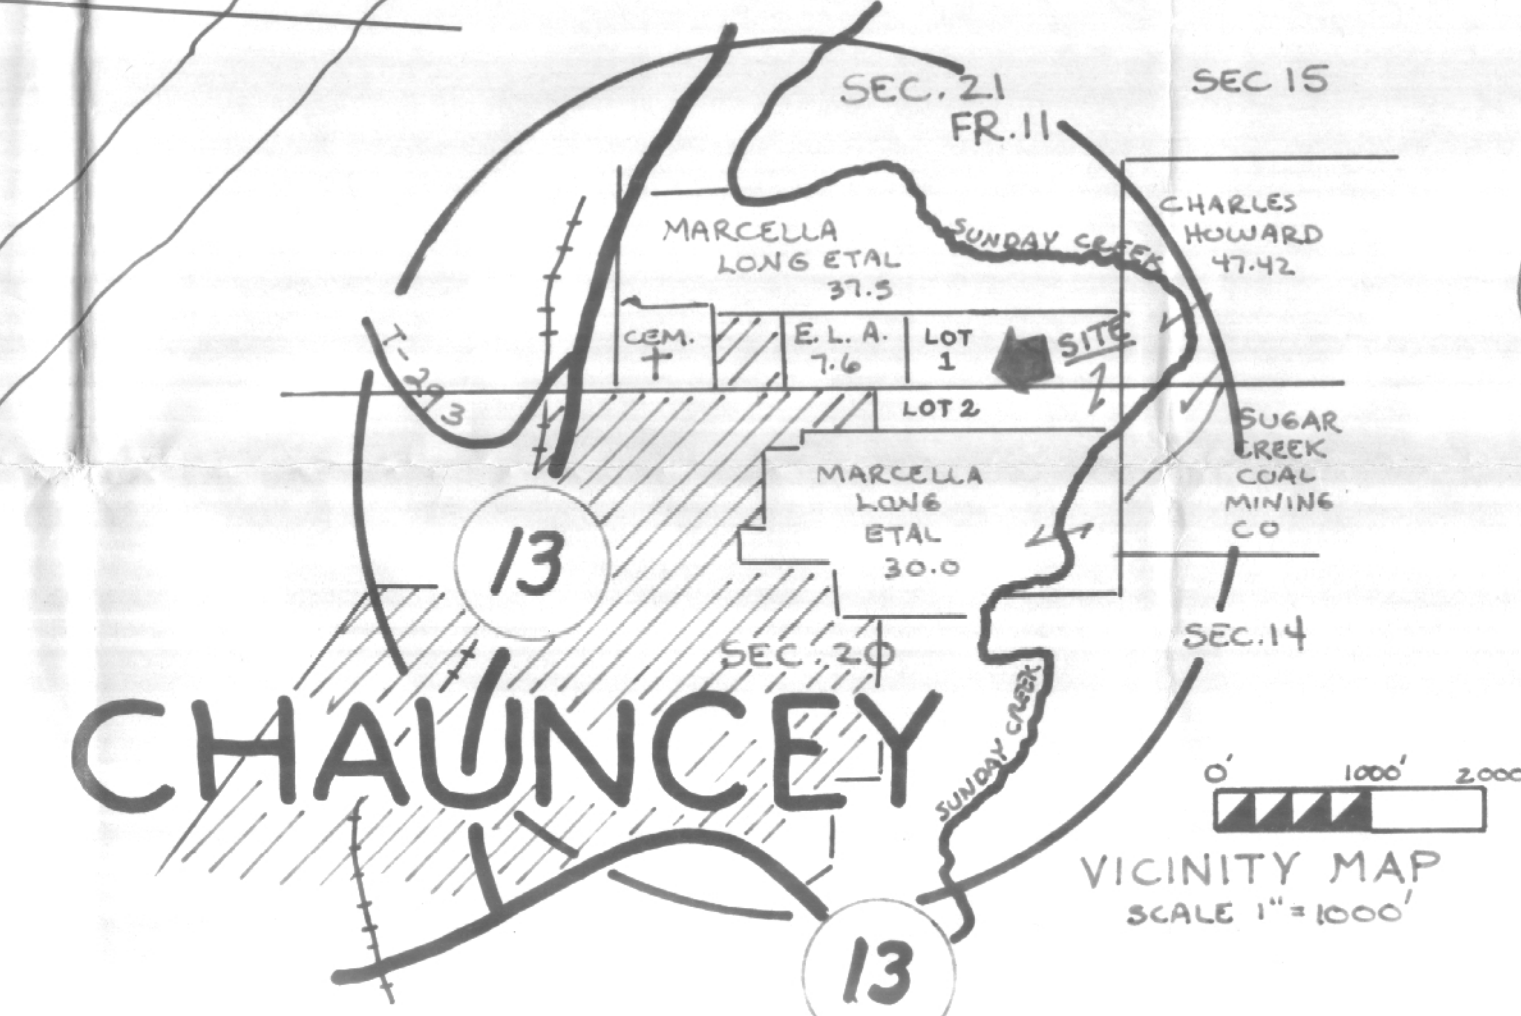 SEC. 21
FR. 11
SEC 15
CHARLES
HOWARD
47.42
MARCELLA
LONG ETAL
37.5
SUNDAY CREEK
CEM.
E. L. A.
7.6
LOT
1
SITE
T-293
LOT 2
SUGAR
CREEK
COAL
MINING
CO
MARCELLA
LONG
ETAL
30.0
13
SEC. 20
SEC. 14
CHAUNCEY
SUNDAY CREEK
0' 1000' 2000
VICINITY MAP
SCALE 1" = 1000'
13